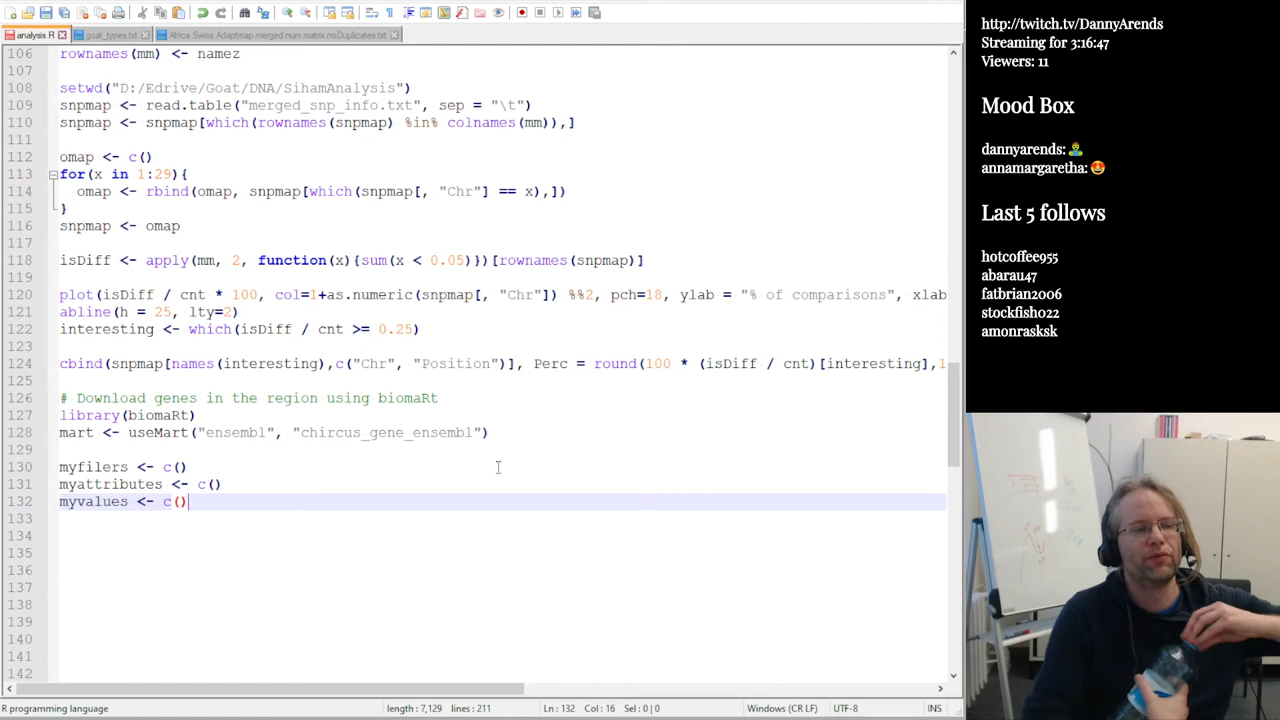 analysis.R
goat_types.txt
Africa.Swiss.Adaptmap.merged.num.matrix.noDuplicates.txt
106 rownames(mm) <- namez
107
108 setwd("D:/Edrive/Goat/DNA/SihamAnalysis")
109 snpmap <- read.table("merged_snp_info.txt", sep = "\t")
110 snpmap <- snpmap[which(rownames(snpmap) %in% colnames(mm)),]
111
112 omap <- c()
113 for(x in 1:29){
114 omap <- rbind(omap, snpmap[which(snpmap[, "Chr"] == x),])
115 }
116 snpmap <- omap
117
118 isDiff <- apply(mm, 2, function(x){sum(x < 0.05)})[rownames(snpmap)]
119
120 plot(isDiff / cnt * 100, col=1+as.numeric(snpmap[, "Chr"]) %%2, pch=18, ylab = "% of comparisons", xlab
121 abline(h = 25, lty=2)
122 interesting <- which(isDiff / cnt >= 0.25)
123
124 cbind(snpmap[names(interesting),c("Chr", "Position")], Perc = round(100 * (isDiff / cnt)[interesting],1
125
126 # Download genes in the region using biomaRt
127 library(biomaRt)
128 mart <- useMart("ensembl", "chircus_gene_ensembl")
129
130 myfilers <- c()
131 myattributes <- c()
132 myvalues <- c()
133
134
135
136
137
138
139
140
141
142
R programming language
length : 7,129 lines : 211
Ln : 132 Col : 16 Sel : 0 | 0
Windows (CR LF)
UTF-8
INS
http://twitch.tv/DannyArends
Streaming for 3:16:47
Viewers: 11
Mood Box
dannyarends: 🧟‍♂️
annamargaretha: 😍
Last 5 follows
hotcoffee955
abarau47
fatbrian2006
stockfish022
amonrasksk